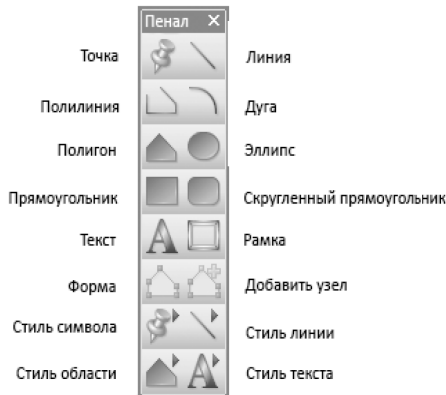 Пенал
Точка
Линия
Полилиния
Дуга
Полигон
Эллипс
Прямоугольник
Скругленный прямоугольник
Текст
Рамка
Форма
Добавить узел
Стиль символа
Стиль линии
Стиль области
Стиль текста